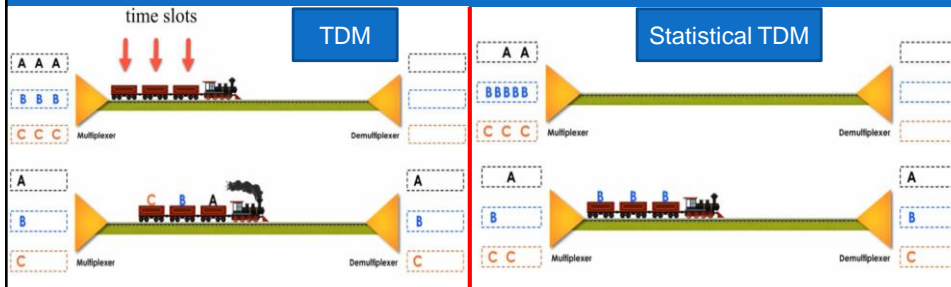 time slots
TDM
A A A
B B B
C C C
Multiplexer
Demultiplexer
A
B
C
C B A
A
B
C
Multiplexer
Demultiplexer
Statistical TDM
A A
BBBBB
C C C
Multiplexer
Demultiplexer
A
B
C C
B B B
A
B
C
Multiplexer
Demultiplexer